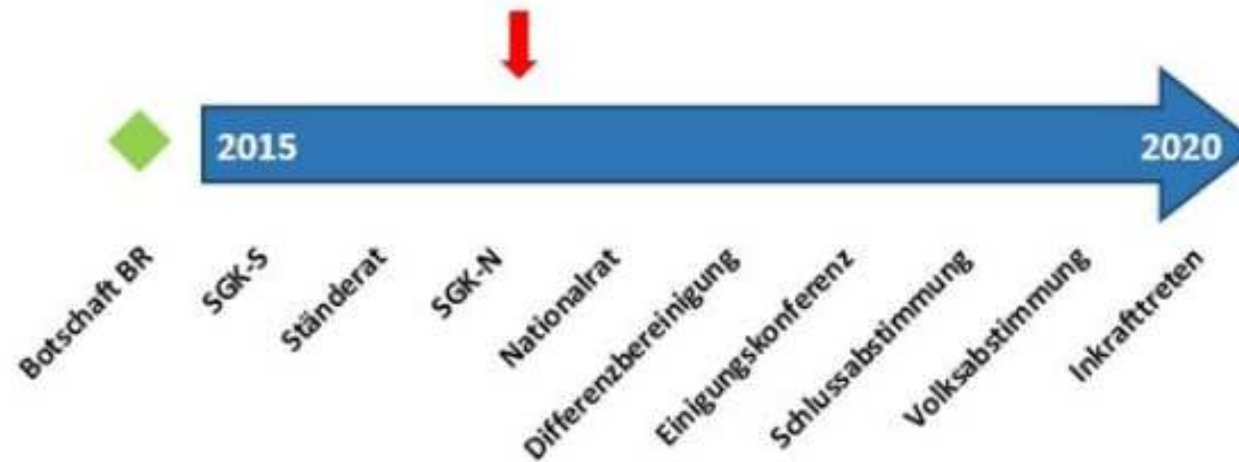 2015
2020
Botschaft BR
SGK-S
Ständerat
SGK-N
Nationalrat
Differenzbereinigung
Einigungskonferenz
Schlussabstimmung
Volksabstimmung
Inkrafttreten